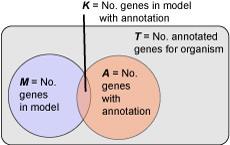 K = No. genes in model
with annotation
T = No. annotated
genes for organism
M = No.
genes
in model
A = No.
genes
with
annotation